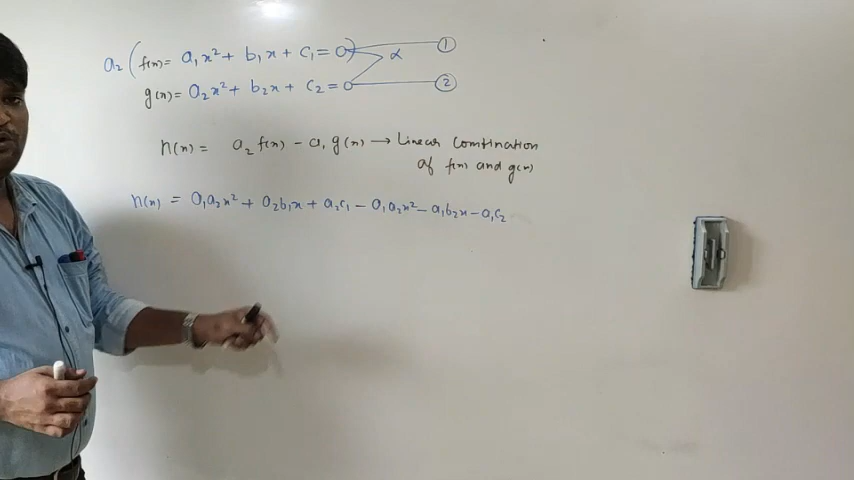 a₂(f(x) = a₁x² + b₁x + c₁ = 0) α ①
g(x) = a₂x² + b₂x + c₂ = 0 ②
h(x) = a₂ f(x) - a₁ g(x) → Linear combination
of f(x) and g(x)
h(x) = a₁a₂x² + a₂b₁x + a₂c₁ - a₁a₂x² - a₁b₂x - a₁c₂